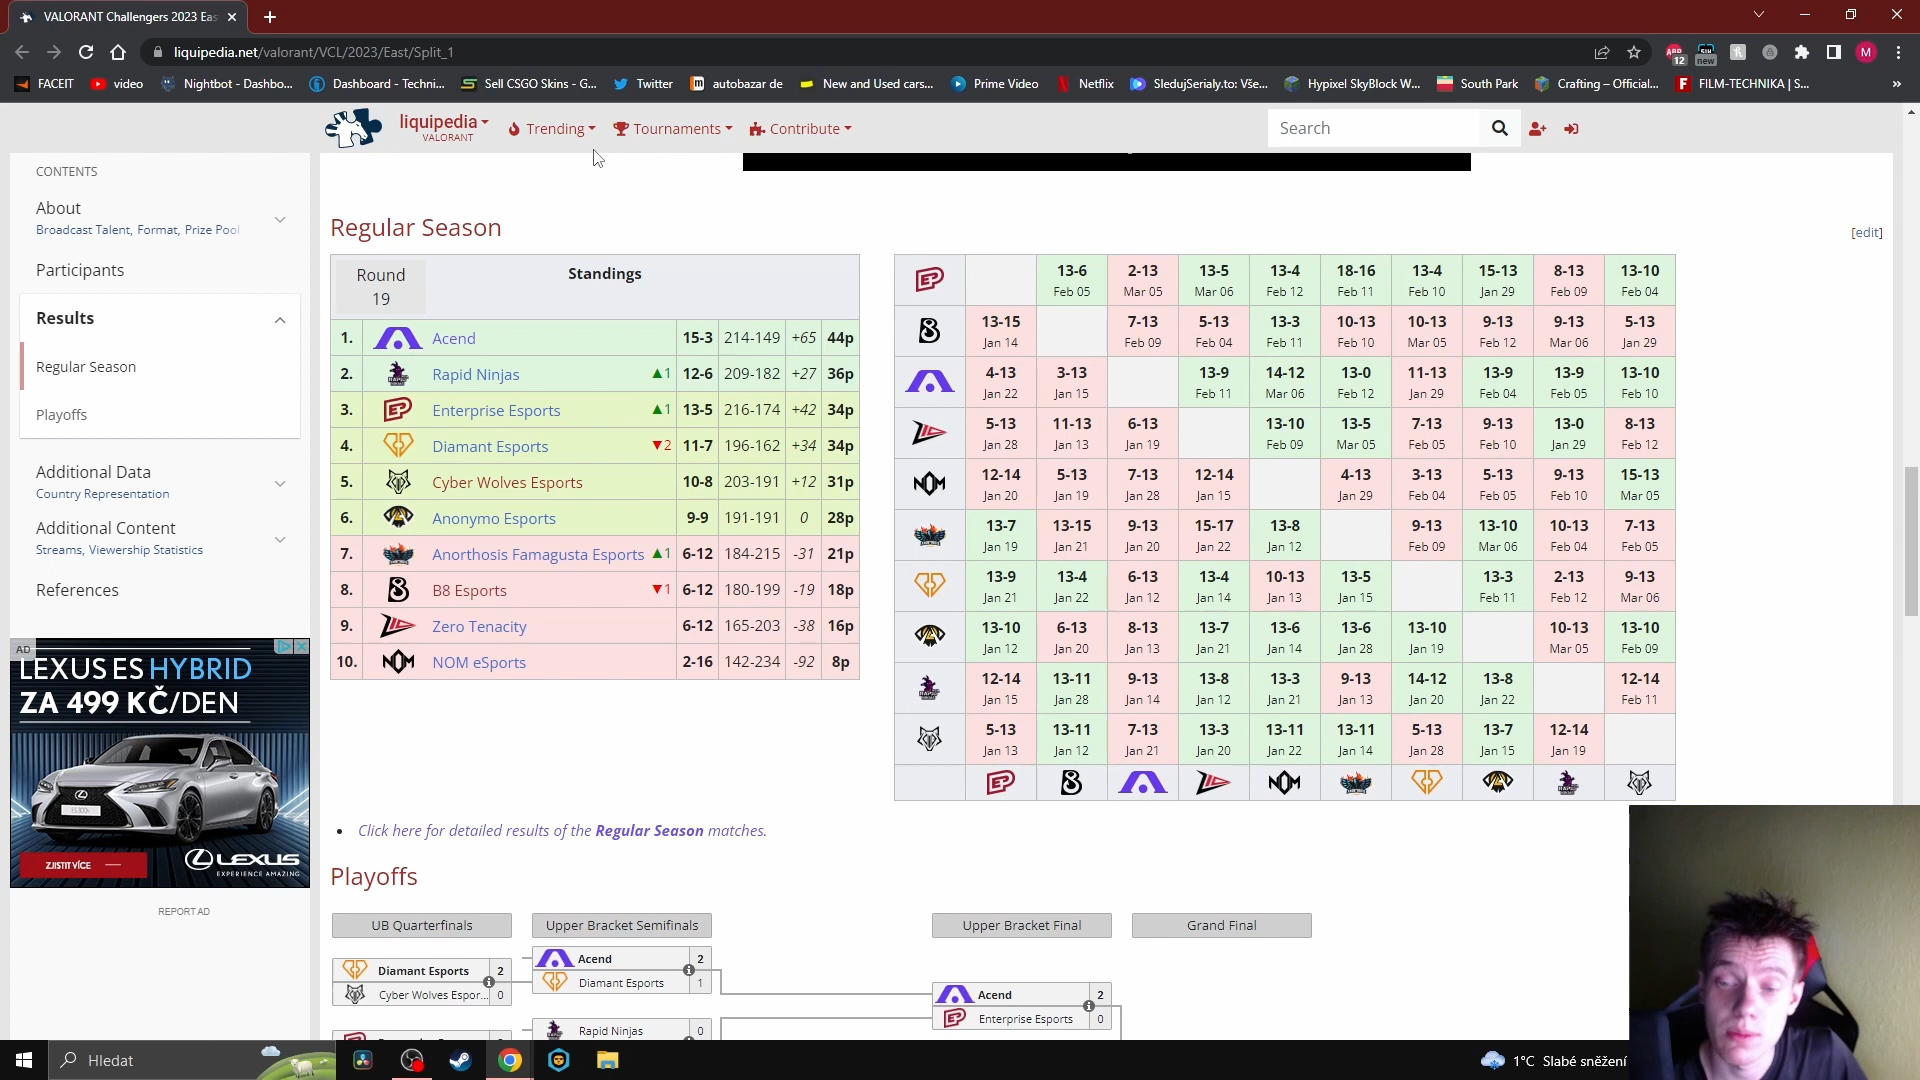 VALORANT Challengers 2023 Eas
liquipedia.net/valorant/VCL/2023/East/Split_1
12
new
M
FACEIT
video
Nightbot - Dashbo...
Dashboard - Techni...
Sell CSGO Skins - G...
Twitter
autobazar de
New and Used cars...
Prime Video
Netflix
SledujSerialy.to: Vše...
Hypixel SkyBlock W...
South Park
Crafting – Official...
FILM-TECHNIKA | S...
liquipedia
VALORANT
Trending
Tournaments
Contribute
Search
CONTENTS
About
Broadcast Talent, Format, Prize Pool
Participants
Results
Regular Season
Playoffs
Additional Data
Country Representation
Additional Content
Streams, Viewership Statistics
References
AD
LEXUS ES HYBRID
ZA 499 KČ/DEN
ZJISTIT VÍCE
LEXUS
EXPERIENCE AMAZING
REPORT AD
Regular Season
[edit]
Round
19
Standings
1. Acend 15-3 214-149 +65 44p
2. Rapid Ninjas ▲1 12-6 209-182 +27 36p
3. Enterprise Esports ▲1 13-5 216-174 +42 34p
4. Diamant Esports ▼2 11-7 196-162 +34 34p
5. Cyber Wolves Esports 10-8 203-191 +12 31p
6. Anonymo Esports 9-9 191-191 0 28p
7. Anorthosis Famagusta Esports ▲1 6-12 184-215 -31 21p
8. B8 Esports ▼1 6-12 180-199 -19 18p
9. Zero Tenacity 6-12 165-203 -38 16p
10. NOM eSports 2-16 142-234 -92 8p
13-6 2-13 13-5 13-4 18-16 13-4 15-13 8-13 13-10
Feb 05 Mar 05 Mar 06 Feb 12 Feb 11 Feb 10 Jan 29 Feb 09 Feb 04
13-15 7-13 5-13 13-3 10-13 10-13 9-13 9-13 5-13
Jan 14 Feb 09 Feb 04 Feb 11 Feb 10 Mar 05 Feb 12 Mar 06 Jan 29
4-13 3-13 13-9 14-12 13-0 11-13 13-9 13-9 13-10
Jan 22 Jan 15 Feb 11 Mar 06 Feb 12 Jan 29 Feb 04 Feb 05 Feb 10
5-13 11-13 6-13 13-10 13-5 7-13 9-13 13-0 8-13
Jan 28 Jan 13 Jan 19 Feb 09 Mar 05 Feb 05 Feb 10 Jan 29 Feb 12
NOM
12-14 5-13 7-13 12-14 4-13 3-13 5-13 9-13 15-13
Jan 20 Jan 19 Jan 28 Jan 15 Jan 29 Feb 04 Feb 05 Feb 10 Mar 05
13-7 13-15 9-13 15-17 13-8 9-13 13-10 10-13 7-13
Jan 19 Jan 21 Jan 20 Jan 22 Jan 12 Feb 09 Mar 06 Feb 04 Feb 05
13-9 13-4 6-13 13-4 10-13 13-5 13-3 2-13 9-13
Jan 21 Jan 22 Jan 12 Jan 14 Jan 13 Jan 15 Feb 11 Feb 12 Mar 06
13-10 6-13 8-13 13-7 13-6 13-6 13-10 10-13 13-10
Jan 12 Jan 20 Jan 13 Jan 21 Jan 14 Jan 28 Jan 19 Mar 05 Feb 09
12-14 13-11 9-13 13-8 13-3 9-13 14-12 13-8 12-14
Jan 15 Jan 28 Jan 14 Jan 12 Jan 21 Jan 13 Jan 20 Jan 22 Feb 11
5-13 13-11 7-13 13-3 13-11 13-11 5-13 13-7 12-14
Jan 13 Jan 12 Jan 21 Jan 20 Jan 22 Jan 14 Jan 28 Jan 15 Jan 19
NOM
Click here for detailed results of the Regular Season matches.
Playoffs
UB Quarterfinals
Upper Bracket Semifinals
Upper Bracket Final
Grand Final
Diamant Esports 2
Cyber Wolves Espor... 0
Acend 2
Diamant Esports 1
Rapid Ninjas 0
Acend 2
Enterprise Esports 0
Hledat
1°C Slabé sněžení